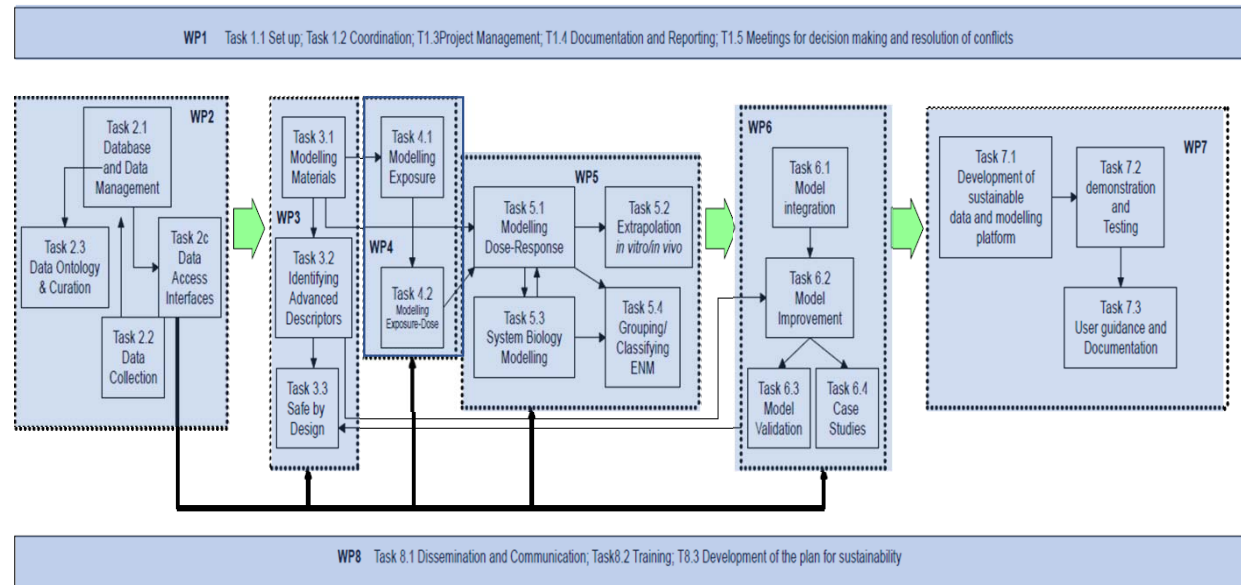 WP1 Task 1.1 Set up; Task 1.2 Coordination; T1.3Project Management; T1.4 Documentation and Reporting; T1.5 Meetings for decision making and resolution of conflicts
WP2
Task 2.1
Database
and Data
Management
Task 2.3
Data Ontology
& Curation
Task 2c
Data
Access
Interfaces
Task 2.2
Data
Collection
WP3
Task 3.1
Modelling
Materials
Task 3.2
Identifying
Advanced
Descriptors
Task 3.3
Safe by
Design
Task 4.1
Modelling
Exposure
WP4
Task 4.2
Modelling
Exposure-Dose
WP5
Task 5.1
Modelling
Dose-Response
Task 5.2
Extrapolation
in vitro/in vivo
Task 5.3
System Biology
Modelling
Task 5.4
Grouping/
Classifying
ENM
WP6
Task 6.1
Model
integration
Task 6.2
Model
Improvement
Task 6.3
Model
Validation
Task 6.4
Case
Studies
WP7
Task 7.1
Development of
sustainable
data and modelling
platform
Task 7.2
demonstration
and
Testing
Task 7.3
User guidance and
Documentation
WP8 Task 8.1 Dissemination and Communication; Task8.2 Training; T8.3 Development of the plan for sustainability